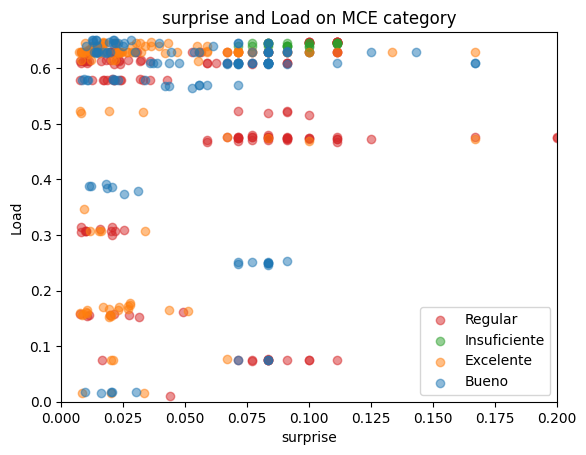 surprise and Load on MCE category
Load
0.6
0.5
0.4
0.3
0.2
0.1
0.0
0.000 0.025 0.050 0.075 0.100 0.125 0.150 0.175 0.200
surprise
Regular
Insuficiente
Excelente
Bueno